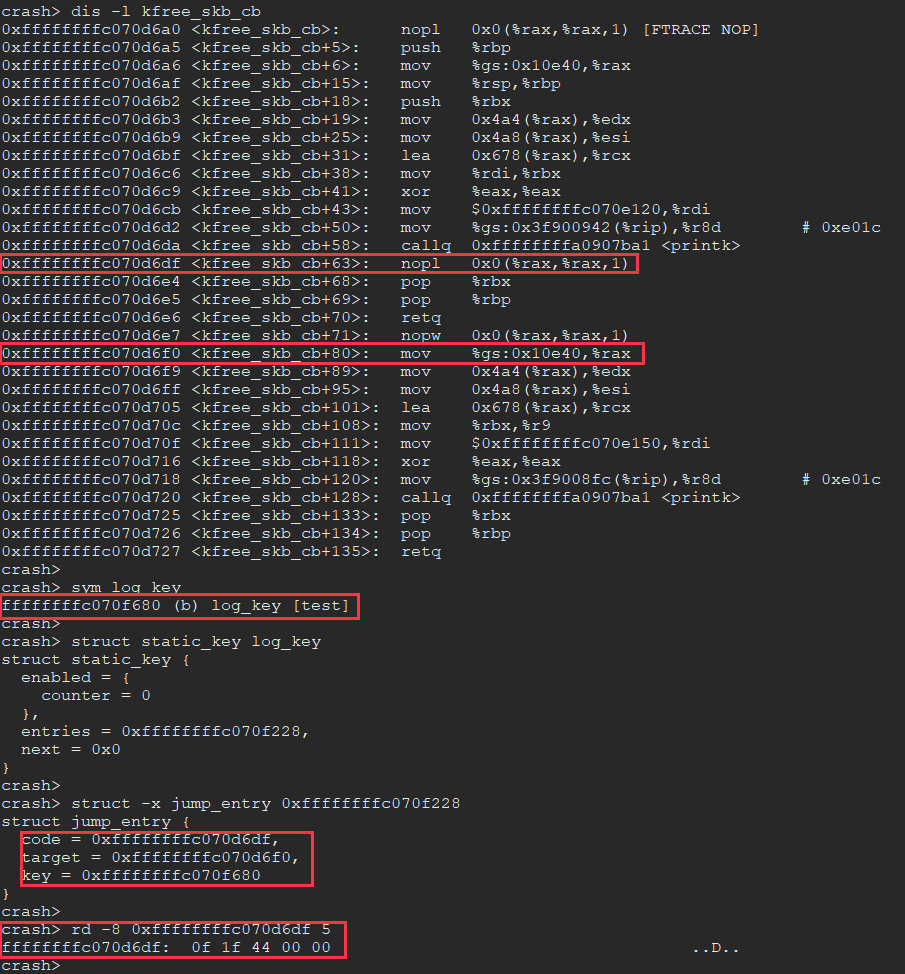 crash> dis -l kfree_skb_cb
0xffffffffc070d6a0 <kfree_skb_cb>:      nopl   0x0(%rax,%rax,1) [FTRACE NOP]
0xffffffffc070d6a5 <kfree_skb_cb+5>:    push   %rbp
0xffffffffc070d6a6 <kfree_skb_cb+6>:    mov    %gs:0x10e40,%rax
0xffffffffc070d6af <kfree_skb_cb+15>:   mov    %rsp,%rbp
0xffffffffc070d6b2 <kfree_skb_cb+18>:   push   %rbx
0xffffffffc070d6b3 <kfree_skb_cb+19>:   mov    0x4a4(%rax),%edx
0xffffffffc070d6b9 <kfree_skb_cb+25>:   mov    0x4a8(%rax),%esi
0xffffffffc070d6bf <kfree_skb_cb+31>:   lea    0x678(%rax),%rcx
0xffffffffc070d6c6 <kfree_skb_cb+38>:   mov    %rdi,%rbx
0xffffffffc070d6c9 <kfree_skb_cb+41>:   xor    %eax,%eax
0xffffffffc070d6cb <kfree_skb_cb+43>:   mov    $0xffffffffc070e120,%rdi
0xffffffffc070d6d2 <kfree_skb_cb+50>:   mov    %gs:0x3f900942(%rip),%r8d        # 0xe01c
0xffffffffc070d6da <kfree_skb_cb+58>:   callq  0xffffffffa0907ba1 <printk>
0xffffffffc070d6df <kfree_skb_cb+63>:   nopl   0x0(%rax,%rax,1)
0xffffffffc070d6e4 <kfree_skb_cb+68>:   pop    %rbx
0xffffffffc070d6e5 <kfree_skb_cb+69>:   pop    %rbp
0xffffffffc070d6e6 <kfree_skb_cb+70>:   retq
0xffffffffc070d6e7 <kfree_skb_cb+71>:   nopw   0x0(%rax,%rax,1)
0xffffffffc070d6f0 <kfree_skb_cb+80>:   mov    %gs:0x10e40,%rax
0xffffffffc070d6f9 <kfree_skb_cb+89>:   mov    0x4a4(%rax),%edx
0xffffffffc070d6ff <kfree_skb_cb+95>:   mov    0x4a8(%rax),%esi
0xffffffffc070d705 <kfree_skb_cb+101>:  lea    0x678(%rax),%rcx
0xffffffffc070d70c <kfree_skb_cb+108>:  mov    %rbx,%r9
0xffffffffc070d70f <kfree_skb_cb+111>:  mov    $0xffffffffc070e150,%rdi
0xffffffffc070d716 <kfree_skb_cb+118>:  xor    %eax,%eax
0xffffffffc070d718 <kfree_skb_cb+120>:  mov    %gs:0x3f9008fc(%rip),%r8d        # 0xe01c
0xffffffffc070d720 <kfree_skb_cb+128>:  callq  0xffffffffa0907ba1 <printk>
0xffffffffc070d725 <kfree_skb_cb+133>:  pop    %rbx
0xffffffffc070d726 <kfree_skb_cb+134>:  pop    %rbp
0xffffffffc070d727 <kfree_skb_cb+135>:  retq
crash>
crash> sym log_key
ffffffffc070f680 (b) log_key [test]
crash>
crash> struct static_key log_key
struct static_key {
  enabled = {
    counter = 0
  },
  entries = 0xffffffffc070f228,
  next = 0x0
}
crash>
crash> struct -x jump_entry 0xffffffffc070f228
struct jump_entry {
  code = 0xffffffffc070d6df,
  target = 0xffffffffc070d6f0,
  key = 0xffffffffc070f680
}
crash>
crash> rd -8 0xffffffffc070d6df 5
ffffffffc070d6df:  0f 1f 44 00 00                                    ..D..
crash>